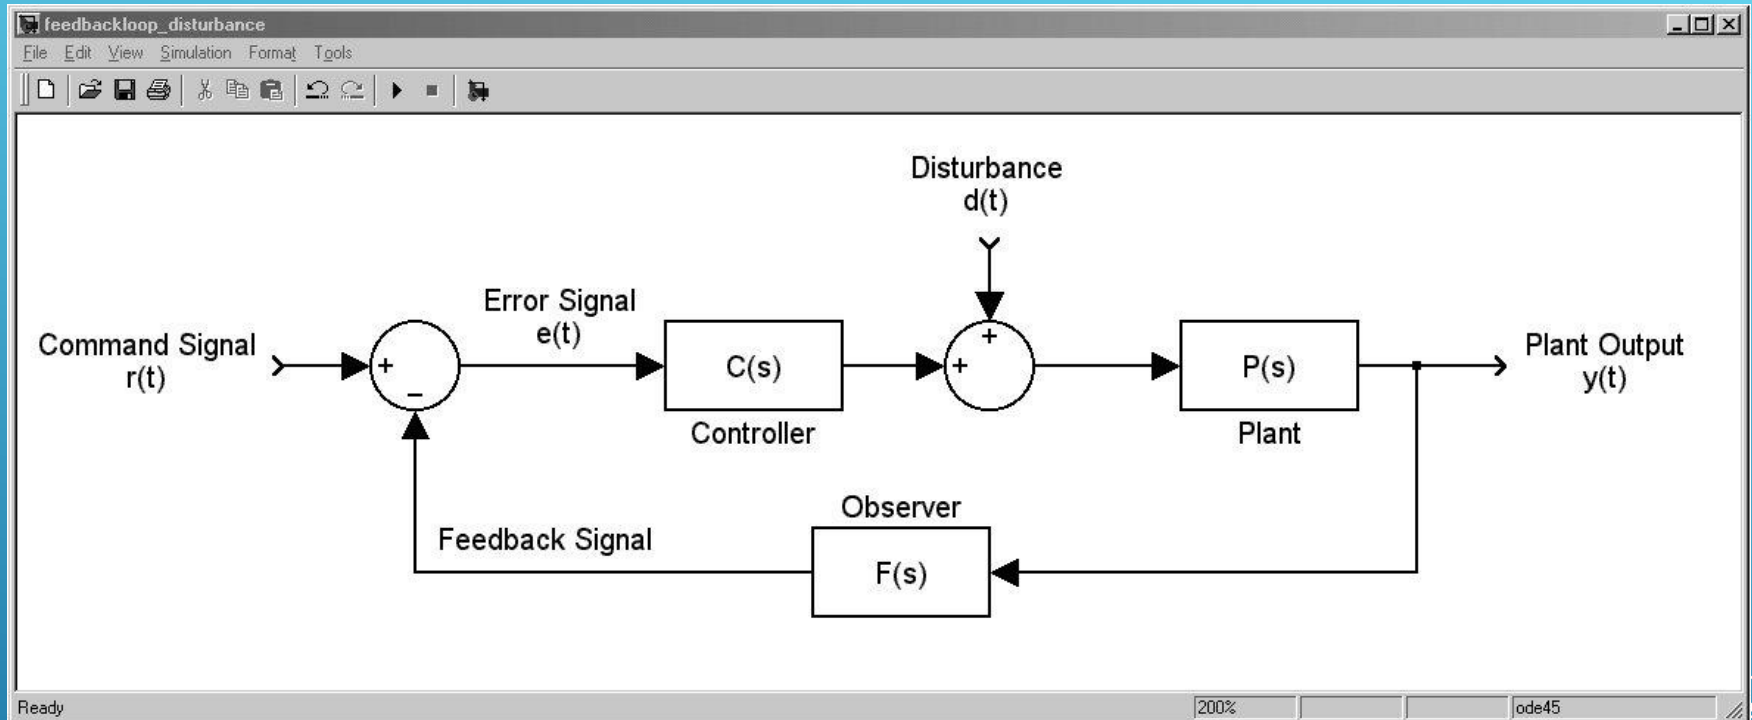 feedbackloop_disturbance
File Edit View Simulation Format Tools
Disturbance
d(t)
Error Signal
e(t)
Command Signal
r(t)
+
−
C(s)
Controller
+
+
P(s)
Plant
Plant Output
y(t)
Observer
Feedback Signal
F(s)
Ready 200% ode45